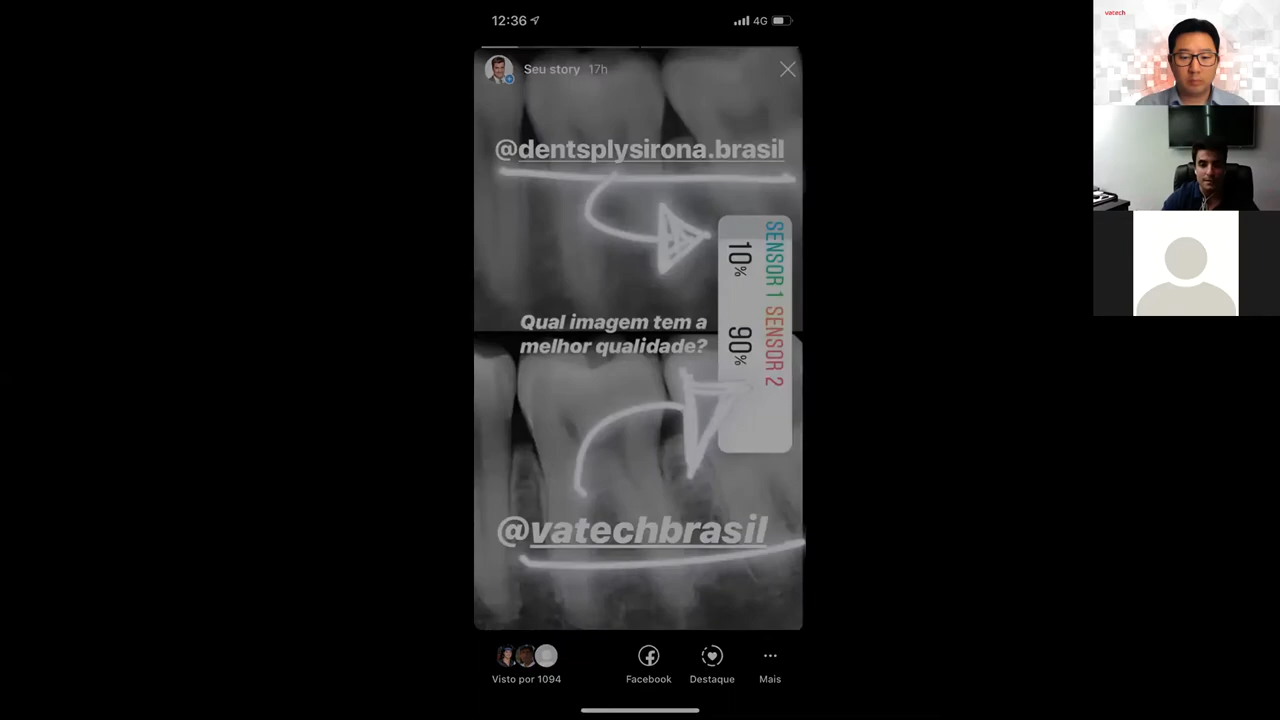 12:36
4G
vatech
Seu story 17h
@dentsplysirona.brasil
SENSOR 1 SENSOR 2
10% 90%
Qual imagem tem a
melhor qualidade?
@vatechbrasil
Visto por 1094
Facebook
Destaque
Mais